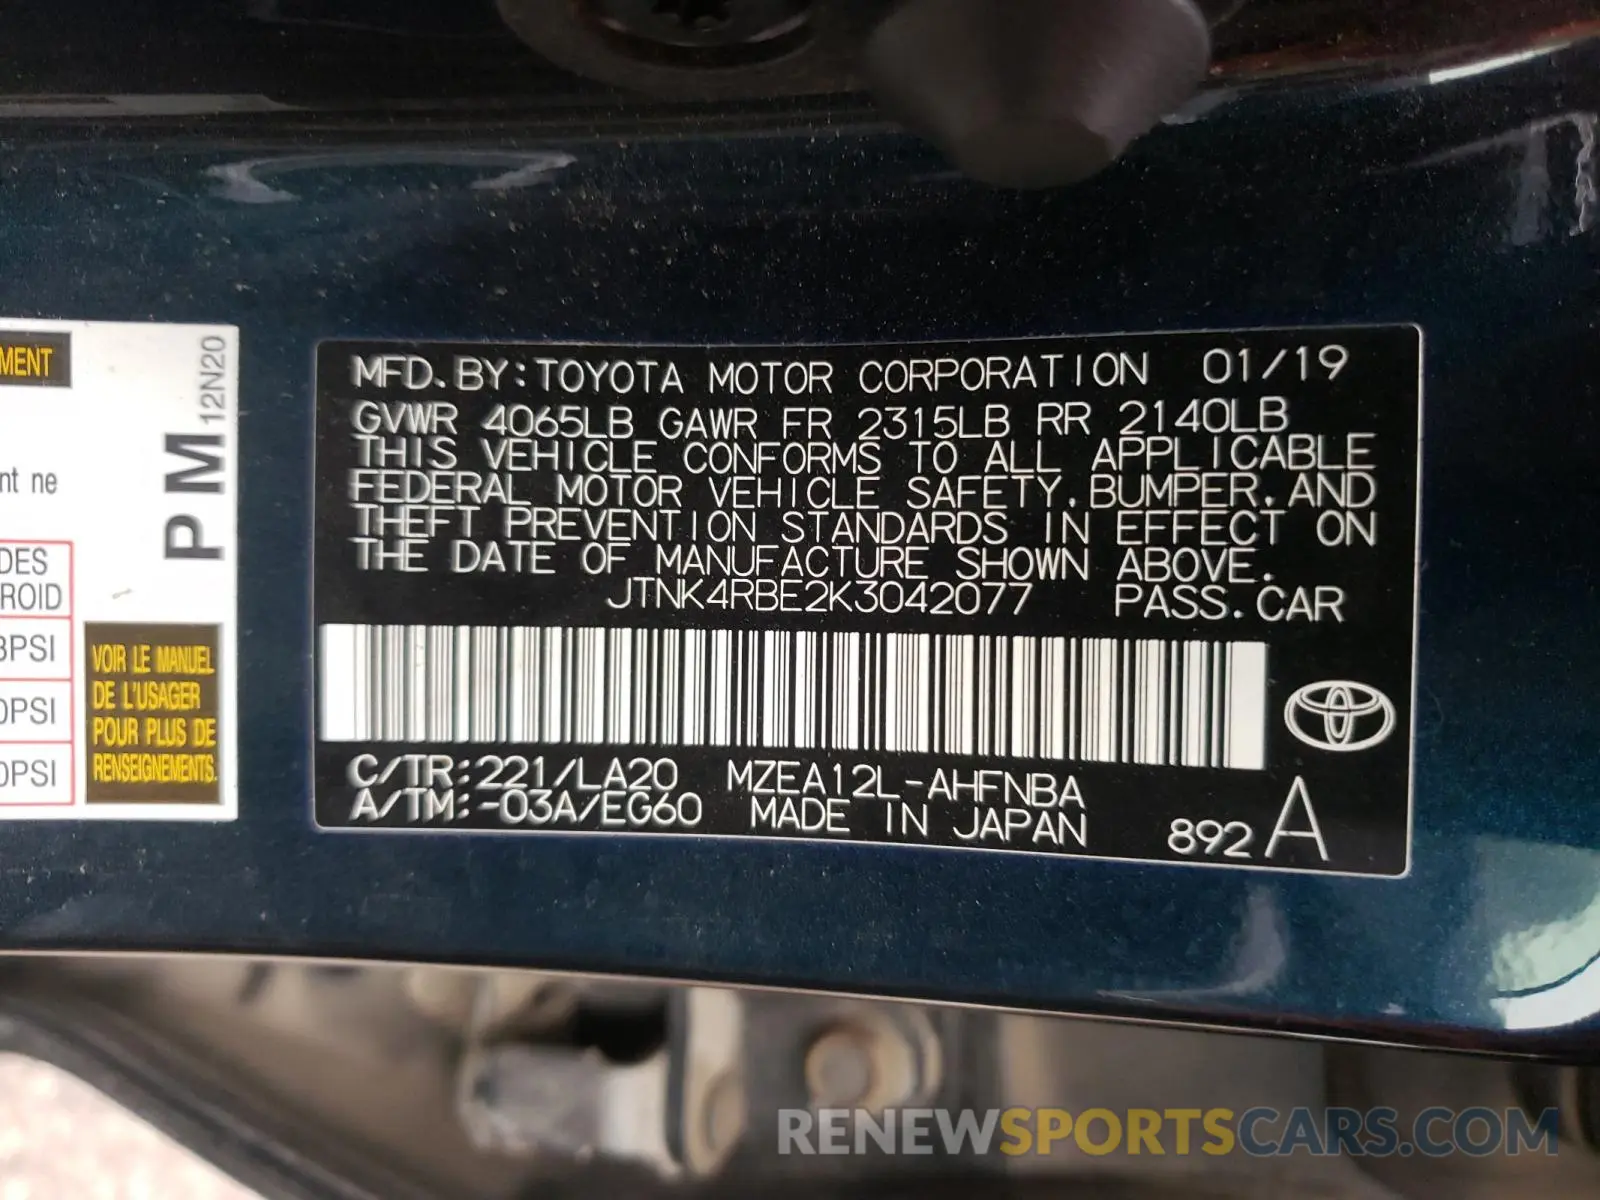 MENT
nt ne
DES
ROID
3PSI
0PSI
0PSI
PM
12N20
VOIR LE MANUEL
DE L'USAGER
POUR PLUS DE
RENSEIGNEMENTS.
MFD.BY:TOYOTA MOTOR CORPORATION 01/19
GVWR 4065LB GAWR FR 2315LB RR 2140LB
THIS VEHICLE CONFORMS TO ALL APPLICABLE
FEDERAL MOTOR VEHICLE SAFETY,BUMPER,AND
THEFT PREVENTION STANDARDS IN EFFECT ON
THE DATE OF MANUFACTURE SHOWN ABOVE.
JTNK4RBE2K3042077 PASS.CAR
C/TR:221/LA20 MZEA12L-AHFNBA
A/TM:-03A/EG60 MADE IN JAPAN 892 A
RENEWSPORTSCARS.COM